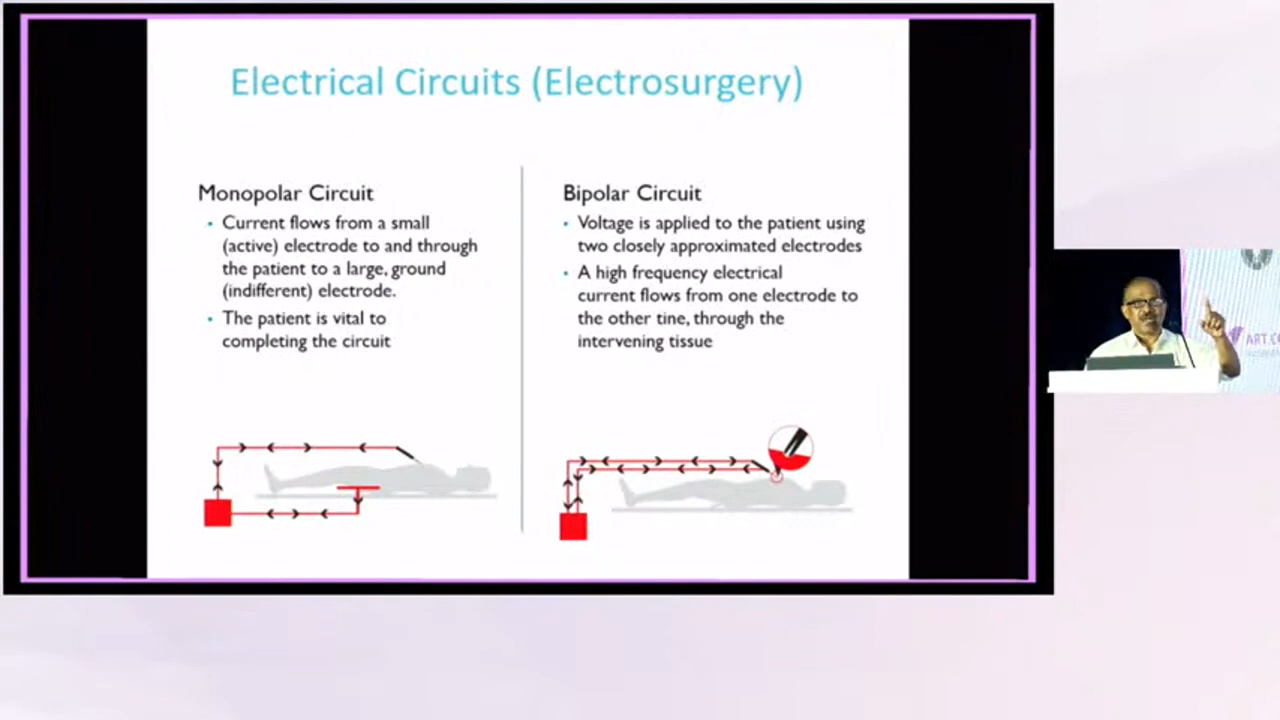 Electrical Circuits (Electrosurgery)
Monopolar Circuit
• Current flows from a small
(active) electrode to and through
the patient to a large, ground
(indifferent) electrode.
• The patient is vital to
completing the circuit
Bipolar Circuit
• Voltage is applied to the patient using
two closely approximated electrodes
• A high frequency electrical
current flows from one electrode to
the other tine, through the
intervening tissue